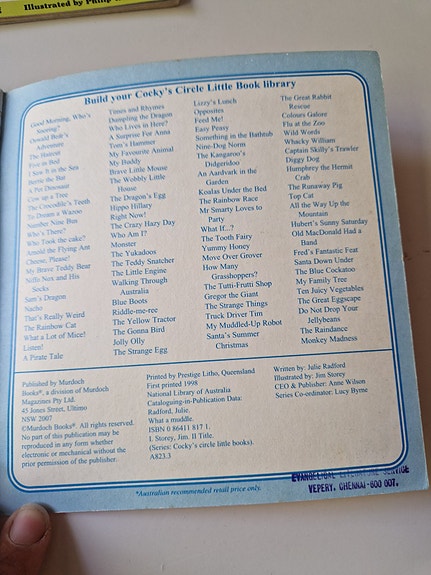 Illustrated by Philip
Build your Cocky's Circle Little Book library
Good Morning, Who's
Snoring?
Oswald Bear's
Adventure
The Halfroll
Five in Bed
I Saw It in the Sea
Bertie the Bat
A Pet Dinosaur
Cow up a Tree
The Crocodile's Teeth
To Dream a Wazoo
Number Nine Bus
Who's There?
Who Took the cake?
Arnold the Flying Ant
Cheese, Please!
My Brave Teddy Bear
Niffo Nex and His
Socks
Sam's Dragon
Nacho
That's Really Weird
The Rainbow Cat
What a Lot of Mice!
Listen!
A Pirate Tale
Times and Rhymes
Dumpling the Dragon
Who Lives in Here?
A Surprise For Anna
Tom's Hammer
My Favourite Animal
My Buddy
Brave Little Mouse
The Wobbly Little
House
The Dragon's Egg
Hippo Hillary
Right Now!
The Crazy Hazy Day
Who Am I?
Monster
The Yukadoos
The Teddy Snatcher
The Little Engine
Walking Through
Australia
Blue Boots
Riddle-me-ree
The Yellow Tractor
The Gonna Bird
Jolly Olly
The Strange Egg
Lizzy's Lunch
Opposites
Feed Me!
Easy Peasy
Something in the Bathtub
Nine-Dog Norm
The Kangaroo's
Didgeridoo
An Aardvark in the
Garden
Koalas Under the Bed
The Rainbow Race
Mr Smarty Loves to
Party
What If...?
The Tooth Fairy
Yummy Honey
Move Over Grover
How Many
Grasshoppers?
The Tutti-Frutti Shop
Gregor the Giant
The Strange Things
Truck Driver Tim
My Muddled-Up Robot
Santa's Summer
Christmas
The Great Rabbit
Rescue
Colours Galore
Flu at the Zoo
Wild Words
Whacky William
Captain Skilly's Trawler
Diggy Dog
Humphrey the Hermit
Crab
The Runaway Pig
Top Cat
All the Way Up the
Mountain
Hubert's Sunny Saturday
Old MacDonald Had a
Band
Fred's Fantastic Feat
Santa Down Under
The Blue Cockatoo
My Family Tree
Ten Juicy Vegetables
The Great Eggscape
Do Not Drop Your
Jellybeans
The Raindance
Monkey Madness
Published by Murdoch
Books®, a division of Murdoch
Magazines Pty Ltd.
45 Jones Street, Ultimo
NSW 2007
©Murdoch Books®. All rights reserved.
No part of this publication may be
reproduced in any form whether
electronic or mechanical without the
prior permission of the publisher.
Printed by Prestige Litho, Queensland
First printed 1998
National Library of Australia
Cataloguing-in-Publication Data:
Radford, Julie.
What a muddle.
ISBN 0 86411 817 1.
I. Storey, Jim. II Title.
(Series: Cocky's circle little books).
A823.3
Written by: Julie Radford
Illustrated by: Jim Storey
CEO & Publisher: Anne Wilson
Series Co-ordinator: Lucy Byrne
*Australian recommended retail price only.
EVANGELICAL LITERATURE SERVICE
VEPERY, CHENNAI-600 007.